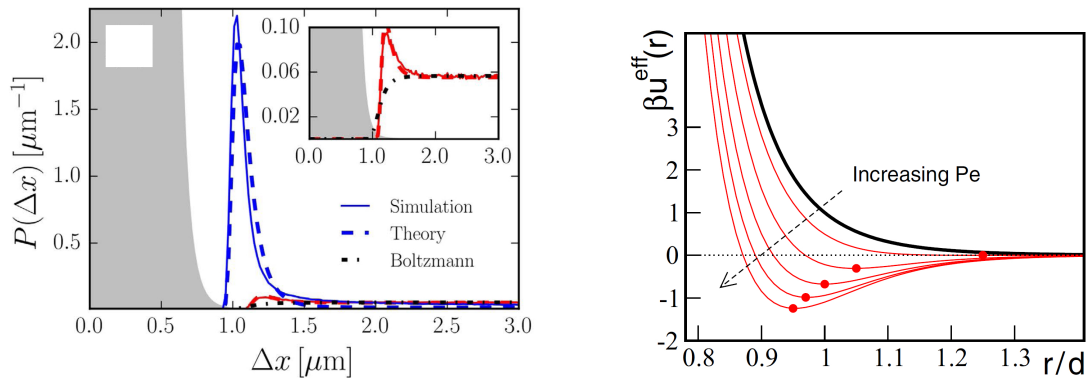 P(Δx) [μm⁻¹]
2.0
1.5
1.0
0.5
0.0 0.5 1.0 1.5 2.0 2.5 3.0
Δx [μm]
0.10
0.06
0.02
0.0 1.0 2.0 3.0
Simulation
Theory
Boltzmann
βu^eff(r)
3
2
1
0
-1
-2
0.8 0.9 1 1.1 1.2 1.3 r/d
Increasing Pe